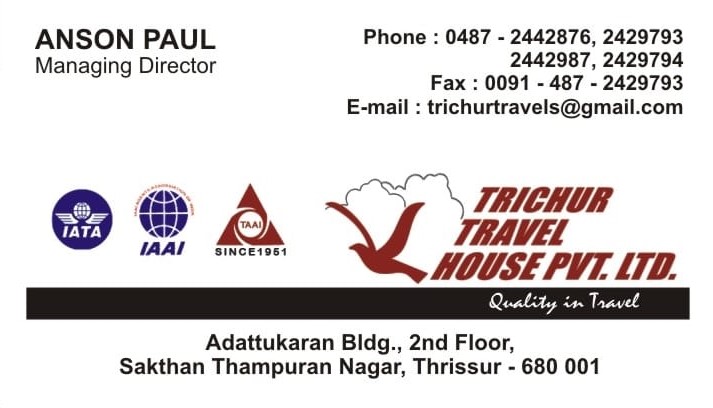 ANSON PAUL
Managing Director
Phone : 0487 - 2442876, 2429793
2442987, 2429794
Fax : 0091 - 487 - 2429793
E-mail : trichurtravels@gmail.com
IATA
IAAI
TAAI
SINCE1951
TRICHUR
TRAVEL
HOUSE PVT. LTD.
Quality in Travel
Adattukaran Bldg., 2nd Floor,
Sakthan Thampuran Nagar, Thrissur - 680 001